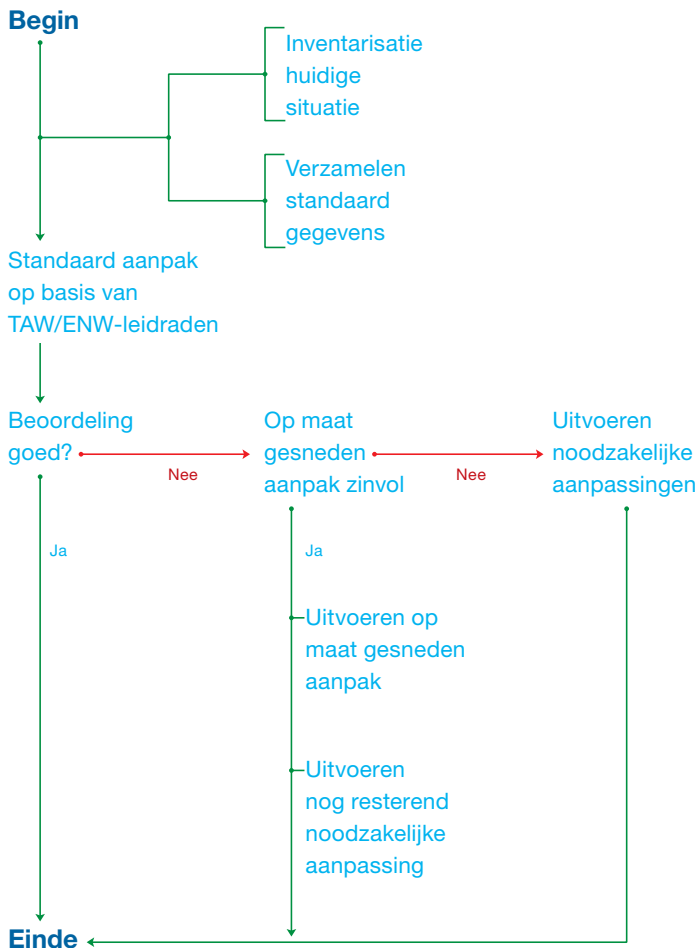 Begin
Inventarisatie
huidige
situatie
Verzamelen
standaard
gegevens
Standaard aanpak
op basis van
TAW/ENW-leidraden
Beoordeling
goed?
Nee
Op maat
gesneden
aanpak zinvol
Nee
Uitvoeren
noodzakelijke
aanpassingen
Ja
Ja
Uitvoeren op
maat gesneden
aanpak
Uitvoeren
nog resterend
noodzakelijke
aanpassing
Einde